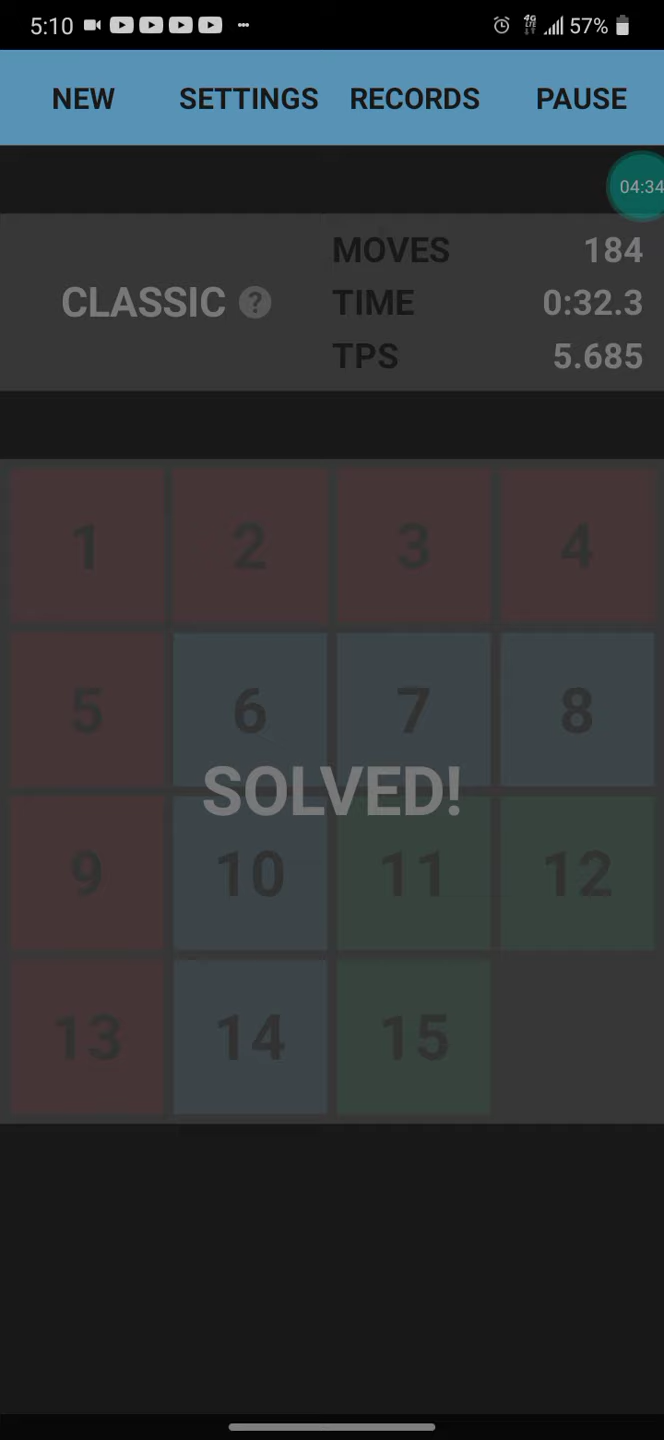 5:10 57%
NEW SETTINGS RECORDS PAUSE
04:34
MOVES 184
CLASSIC ? TIME 0:32.3
TPS 5.685
1 2 3 4
5 6 7 8
SOLVED!
9 10 11 12
13 14 15